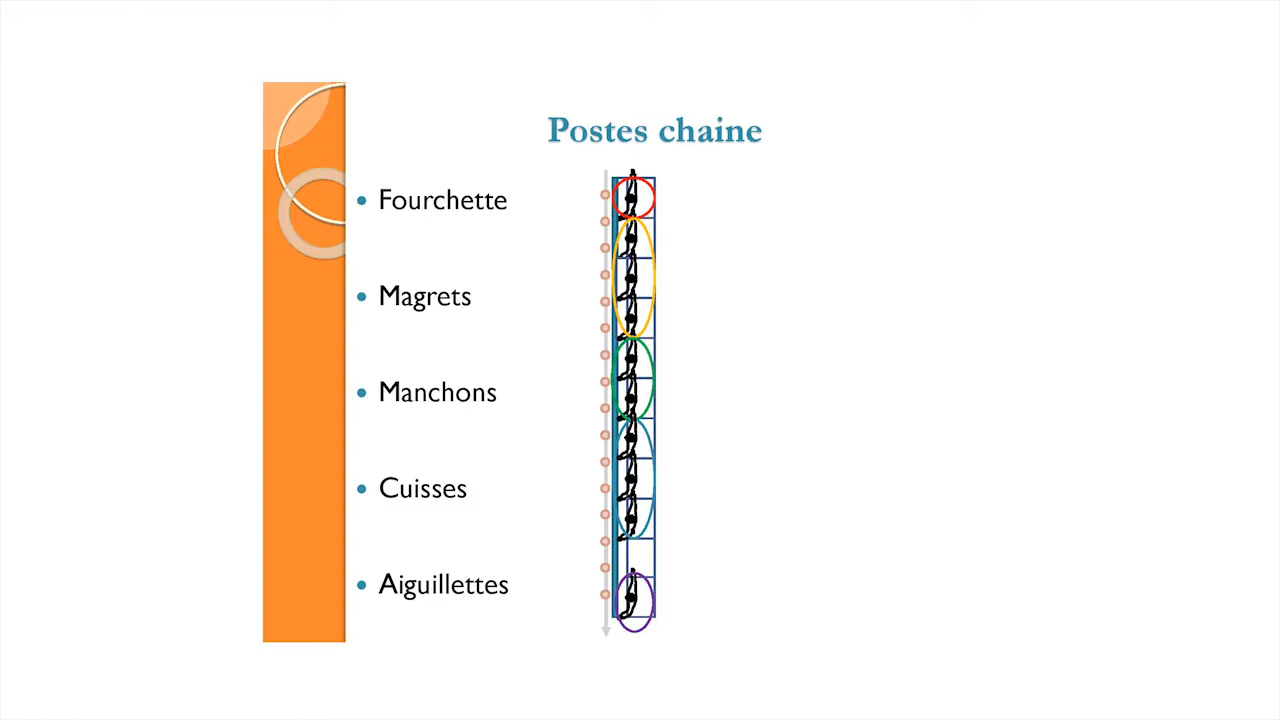 Postes chaine
• Fourchette
• Magrets
• Manchons
• Cuisses
• Aiguillettes